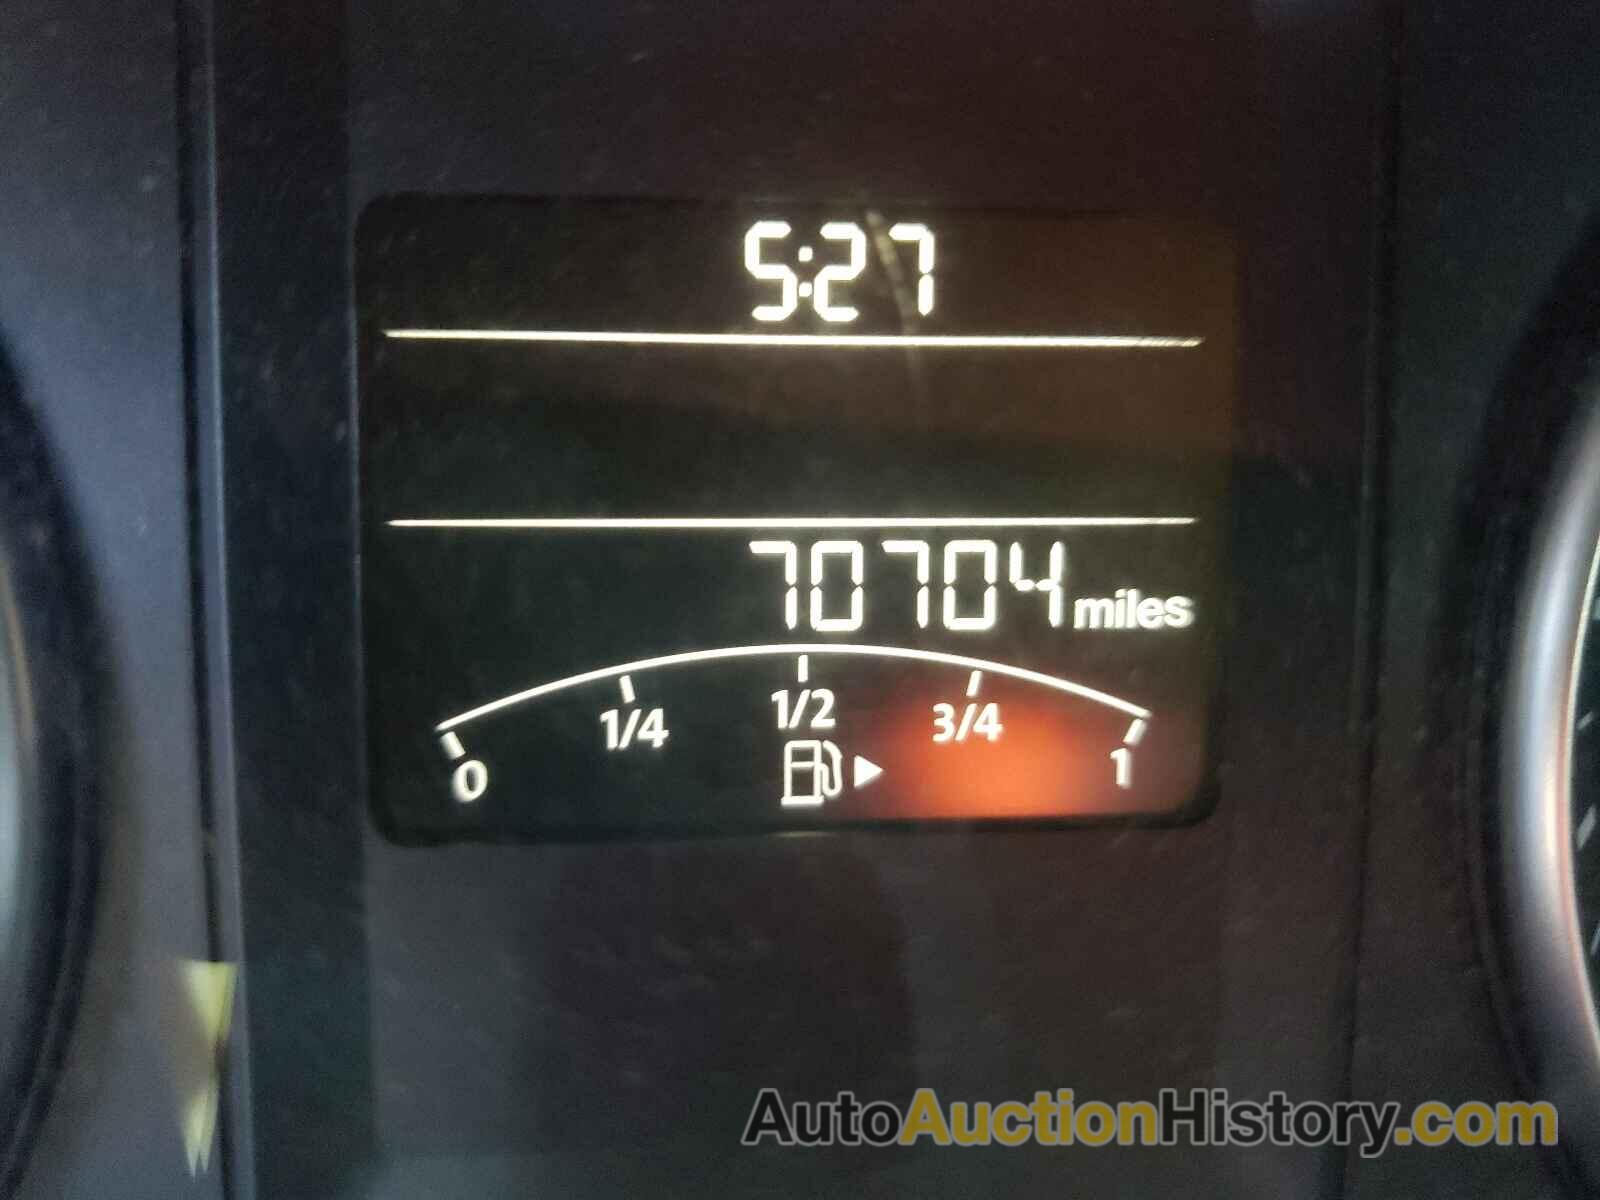 5:27
70704 miles
0 1/4 1/2 3/4 1
AutoAuctionHistory.com